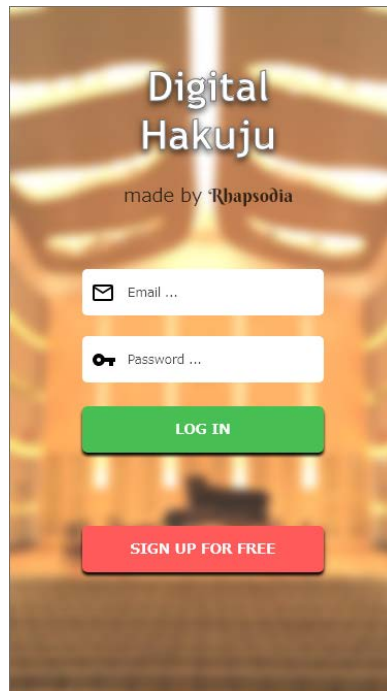 Digital
Hakuju
made by Rhapsodia
Email ...
Password ...
LOG IN
SIGN UP FOR FREE